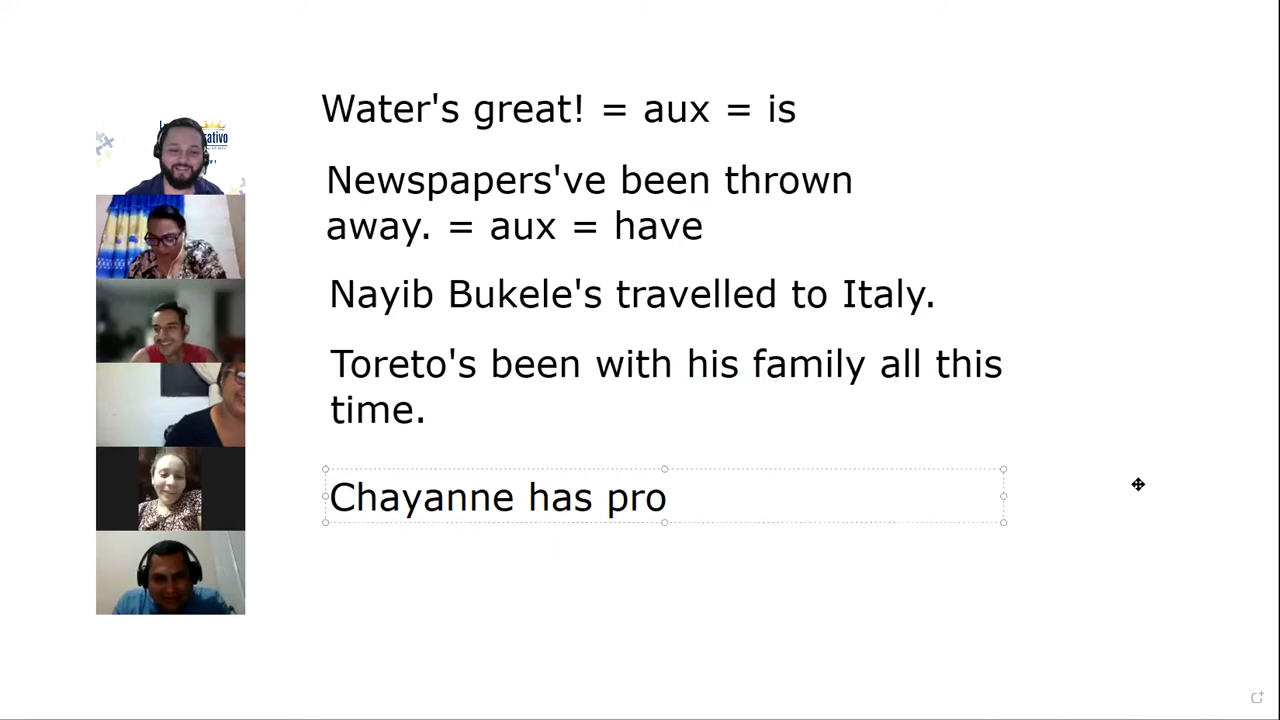 Water's great! = aux = is
Newspapers've been thrown
away. = aux = have
Nayib Bukele's travelled to Italy.
Toreto's been with his family all this
time.
Chayanne has pro